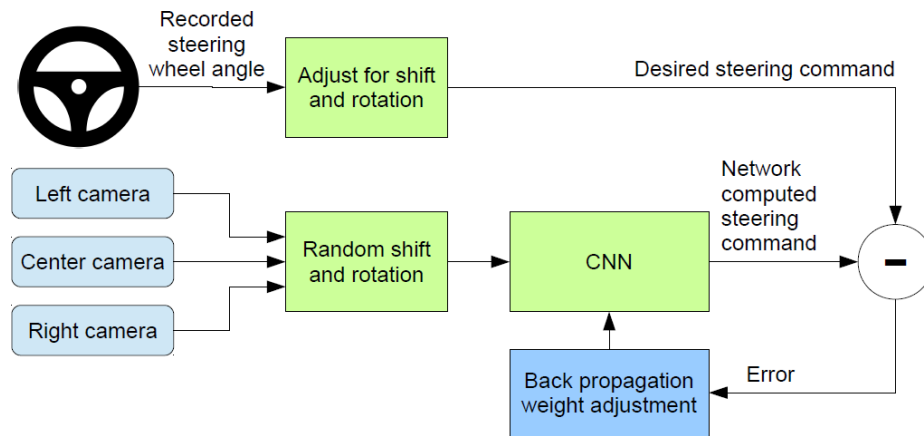 Recorded
steering
wheel angle
Adjust for shift
and rotation
Desired steering command
Left camera
Center camera
Right camera
Random shift
and rotation
CNN
Network
computed
steering
command
-
Back propagation
weight adjustment
Error